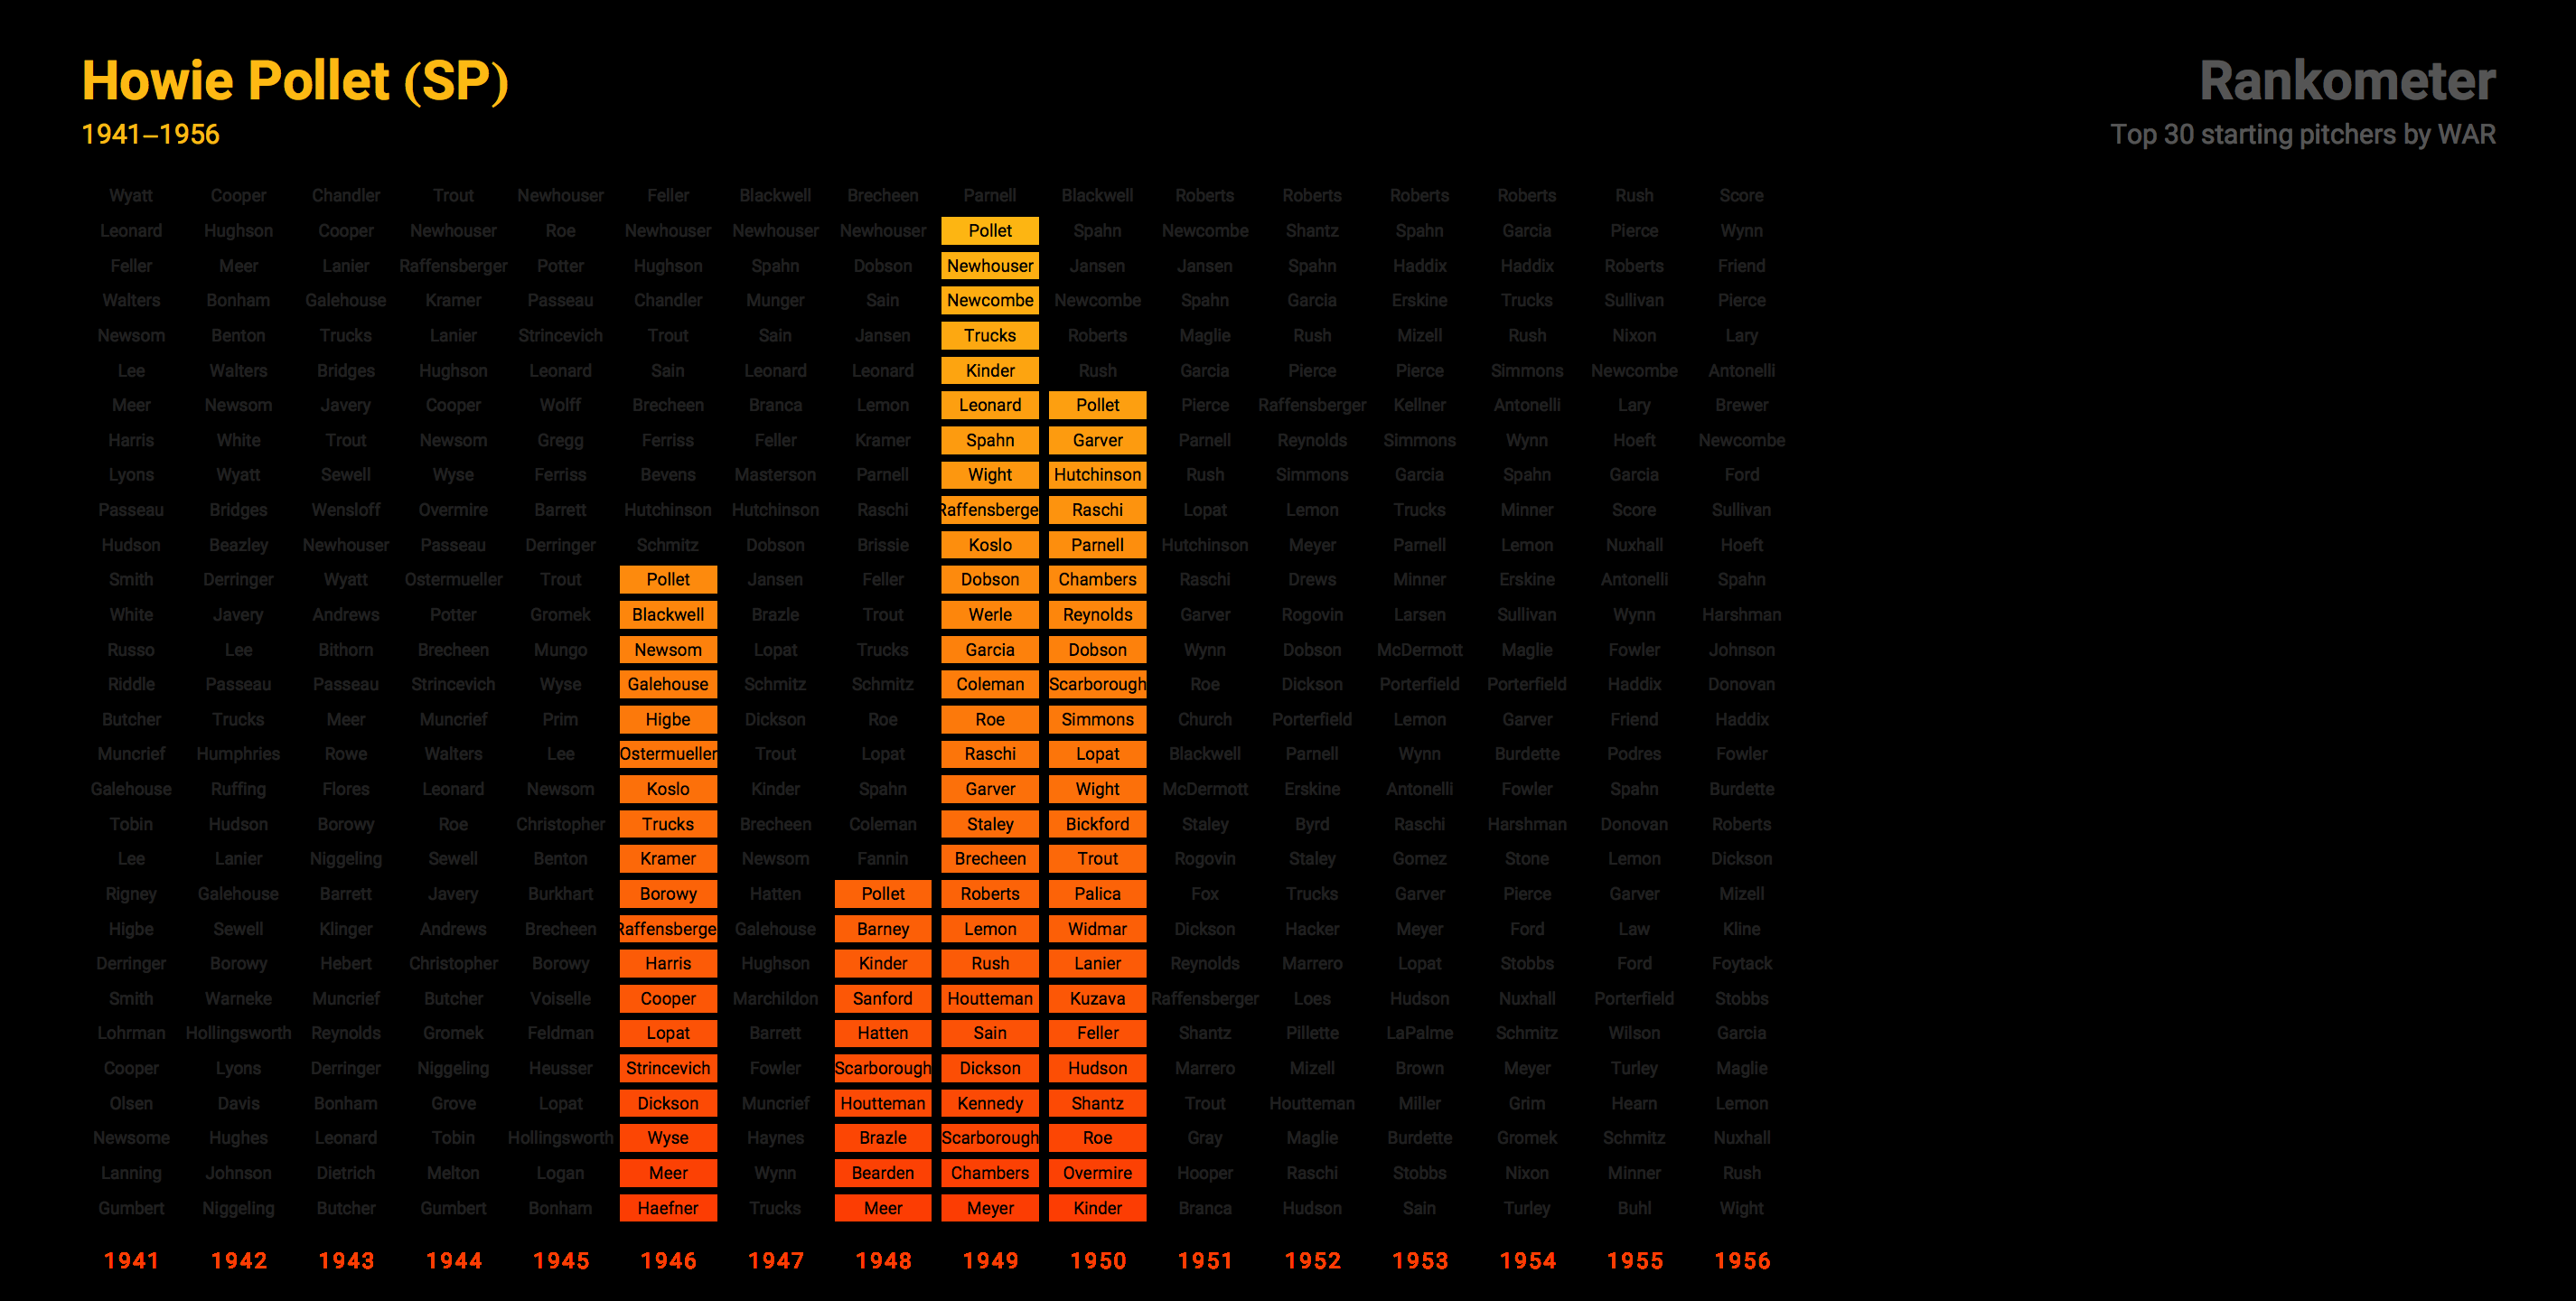 Howie Pollet (SP)
1941–1956
Rankometer
Top 30 starting pitchers by WAR
Wyatt Cooper Chandler Trout Newhouser Feller Blackwell Brecheen Parnell Blackwell Roberts Roberts Roberts Roberts Rush Score
Leonard Hughson Cooper Newhouser Roe Newhouser Newhouser Newhouser Pollet Spahn Newcombe Shantz Spahn Garcia Pierce Wynn
Feller Meer Lanier Raffensberger Potter Hughson Spahn Dobson Newhouser Jansen Jansen Spahn Haddix Haddix Roberts Friend
Walters Bonham Galehouse Kramer Passeau Chandler Munger Sain Newcombe Newcombe Spahn Garcia Erskine Trucks Sullivan Pierce
Newsom Benton Trucks Lanier Strincevich Trout Sain Jansen Trucks Roberts Maglie Rush Mizell Rush Nixon Lary
Lee Walters Bridges Hughson Leonard Sain Leonard Leonard Kinder Rush Garcia Pierce Pierce Simmons Newcombe Antonelli
Meer Newsom Javery Cooper Wolff Brecheen Branca Lemon Leonard Pollet Pierce Raffensberger Kellner Antonelli Lary Brewer
Harris White Trout Newsom Gregg Ferriss Feller Kramer Spahn Garver Parnell Reynolds Simmons Wynn Hoeft Newcombe
Lyons Wyatt Sewell Wyse Ferriss Bevens Masterson Parnell Wight Hutchinson Rush Simmons Garcia Spahn Garcia Ford
Passeau Bridges Wensloff Overmire Barrett Hutchinson Hutchinson Raschi Raffensberge Raschi Lopat Lemon Trucks Minner Score Sullivan
Hudson Beazley Newhouser Passeau Derringer Schmitz Dobson Brissie Koslo Parnell Hutchinson Meyer Parnell Lemon Nuxhall Hoeft
Smith Derringer Wyatt Ostermueller Trout Pollet Jansen Feller Dobson Chambers Raschi Drews Minner Erskine Antonelli Spahn
White Javery Andrews Potter Gromek Blackwell Brazle Trout Werle Reynolds Garver Rogovin Larsen Sullivan Wynn Harshman
Russo Lee Bithorn Brecheen Mungo Newsom Lopat Trucks Garcia Dobson Wynn Dobson McDermott Maglie Fowler Johnson
Riddle Passeau Passeau Strincevich Wyse Galehouse Schmitz Schmitz Coleman Scarborough Roe Dickson Porterfield Porterfield Haddix Donovan
Butcher Trucks Meer Muncrief Prim Higbe Dickson Roe Roe Simmons Church Porterfield Lemon Garver Friend Haddix
Muncrief Humphries Rowe Walters Lee Ostermueller Trout Lopat Raschi Lopat Blackwell Parnell Wynn Burdette Podres Fowler
Galehouse Ruffing Flores Leonard Newsom Koslo Kinder Spahn Garver Wight McDermott Erskine Antonelli Fowler Spahn Burdette
Tobin Hudson Borowy Roe Christopher Trucks Brecheen Coleman Staley Bickford Staley Byrd Raschi Harshman Donovan Roberts
Lee Lanier Niggeling Sewell Benton Kramer Newsom Fannin Brecheen Trout Rogovin Staley Gomez Stone Lemon Dickson
Rigney Galehouse Barrett Javery Burkhart Borowy Hatten Pollet Roberts Palica Fox Trucks Garver Pierce Garver Mizell
Higbe Sewell Klinger Andrews Brecheen Raffensberge Galehouse Barney Lemon Widmar Dickson Hacker Meyer Ford Law Kline
Derringer Borowy Hebert Christopher Borowy Harris Hughson Kinder Rush Lanier Reynolds Marrero Lopat Stobbs Ford Foytack
Smith Warneke Muncrief Butcher Voiselle Cooper Marchildon Sanford Houtteman Kuzava Raffensberger Loes Hudson Nuxhall Porterfield Stobbs
Lohrman Hollingsworth Reynolds Gromek Feldman Lopat Barrett Hatten Sain Feller Shantz Pillette LaPalme Schmitz Wilson Garcia
Cooper Lyons Derringer Niggeling Heusser Strincevich Fowler Scarborough Dickson Hudson Marrero Mizell Brown Meyer Turley Maglie
Olsen Davis Bonham Grove Lopat Dickson Muncrief Houtteman Kennedy Shantz Trout Houtteman Miller Grim Hearn Lemon
Newsome Hughes Leonard Tobin Hollingsworth Wyse Haynes Brazle Scarborough Roe Gray Maglie Burdette Gromek Schmitz Nuxhall
Lanning Johnson Dietrich Melton Logan Meer Wynn Bearden Chambers Overmire Hooper Raschi Stobbs Nixon Minner Rush
Gumbert Niggeling Butcher Gumbert Bonham Haefner Trucks Meer Meyer Kinder Branca Hudson Sain Turley Buhl Wight
1941 1942 1943 1944 1945 1946 1947 1948 1949 1950 1951 1952 1953 1954 1955 1956